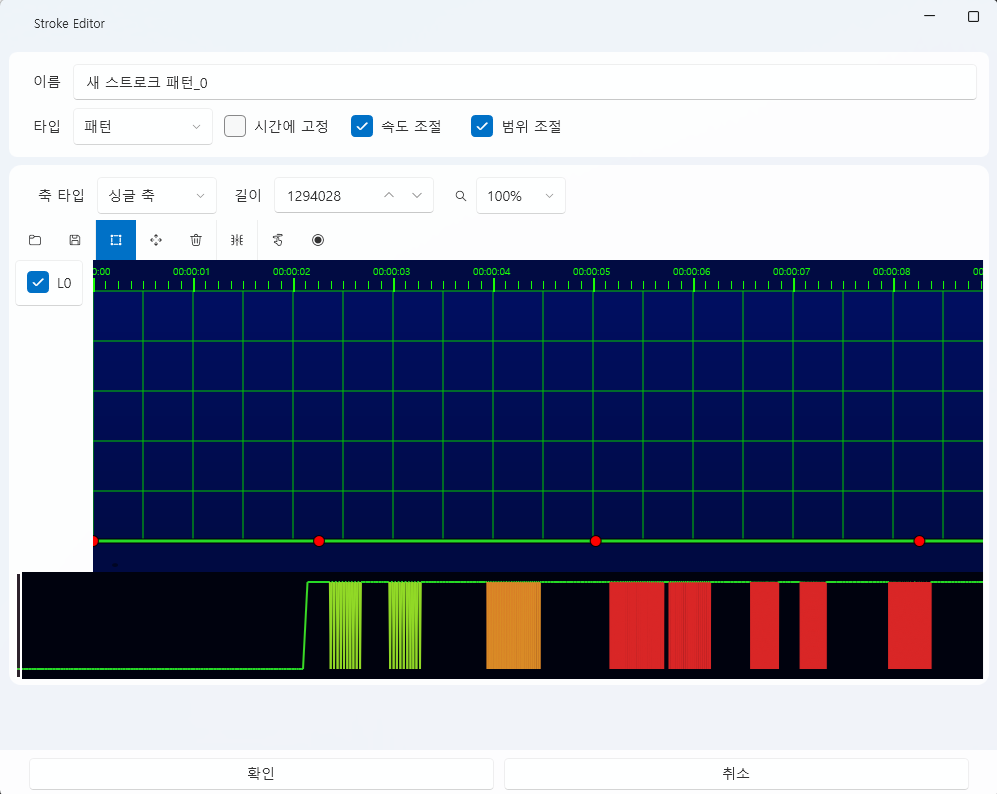 Stroke Editor
이름 새 스트로크 패턴_0
타입 패턴 시간에 고정 속도 조절 범위 조절
축 타입 싱글 축 길이 1294028 100%
L0 0:00 00:00:01 00:00:02 00:00:03 00:00:04 00:00:05 00:00:06 00:00:07 00:00:08 00
확인 취소